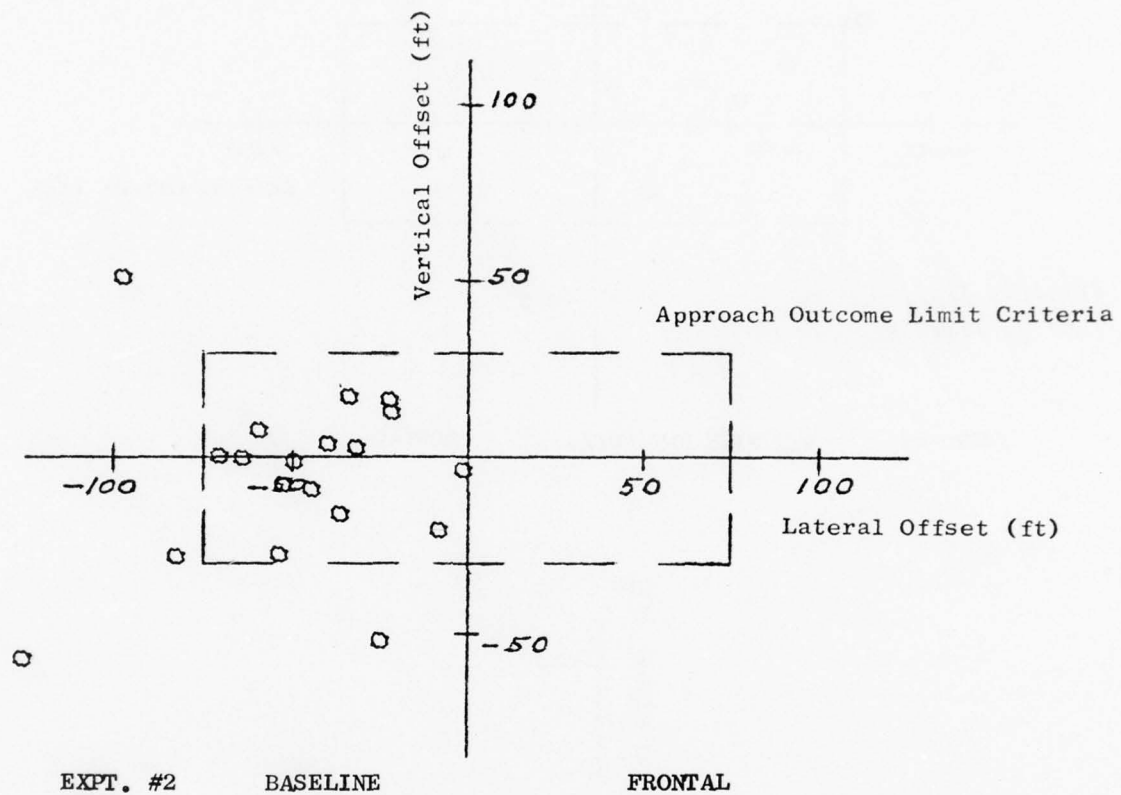 Vertical Offset (ft)
100
50
Approach Outcome Limit Criteria
-100
-50
50
100
Lateral Offset (ft)
-50
EXPT. #2 BASELINE FRONTAL